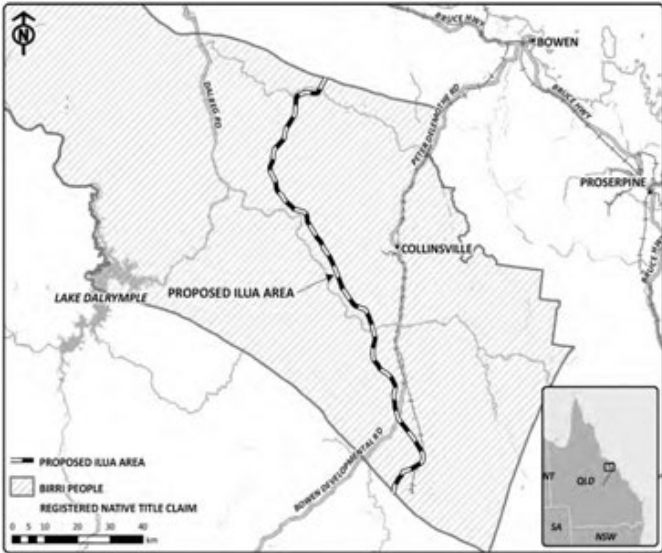 N
BRUCE HWY
BOWEN
DALBEG RD
PETER DELEMOTHE RD
BRUCE HWY
PROSERPINE
COLLINSVILLE
PROPOSED ILUA AREA
LAKE DALRYMPLE
BRUCE HWY
BOWEN DEVELOPMENTAL RD
PROPOSED ILUA AREA
BIRRI PEOPLE
REGISTERED NATIVE TITLE CLAIM
0 5 10 20 30 40
km
NT
QLD
SA
NSW